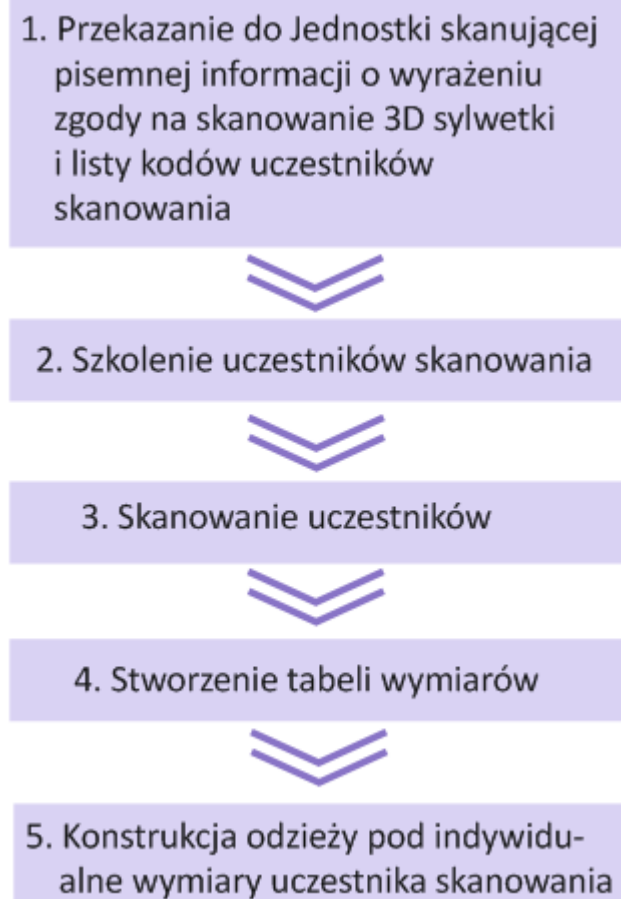 1. Przekazanie do Jednostki skanującej
pisemnej informacji o wyrażeniu
zgody na skanowanie 3D sylwetki
i listy kodów uczestników
skanowania
2. Szkolenie uczestników skanowania
3. Skanowanie uczestników
4. Stworzenie tabeli wymiarów
5. Konstrukcja odzieży pod indywidu-
alne wymiary uczestnika skanowania